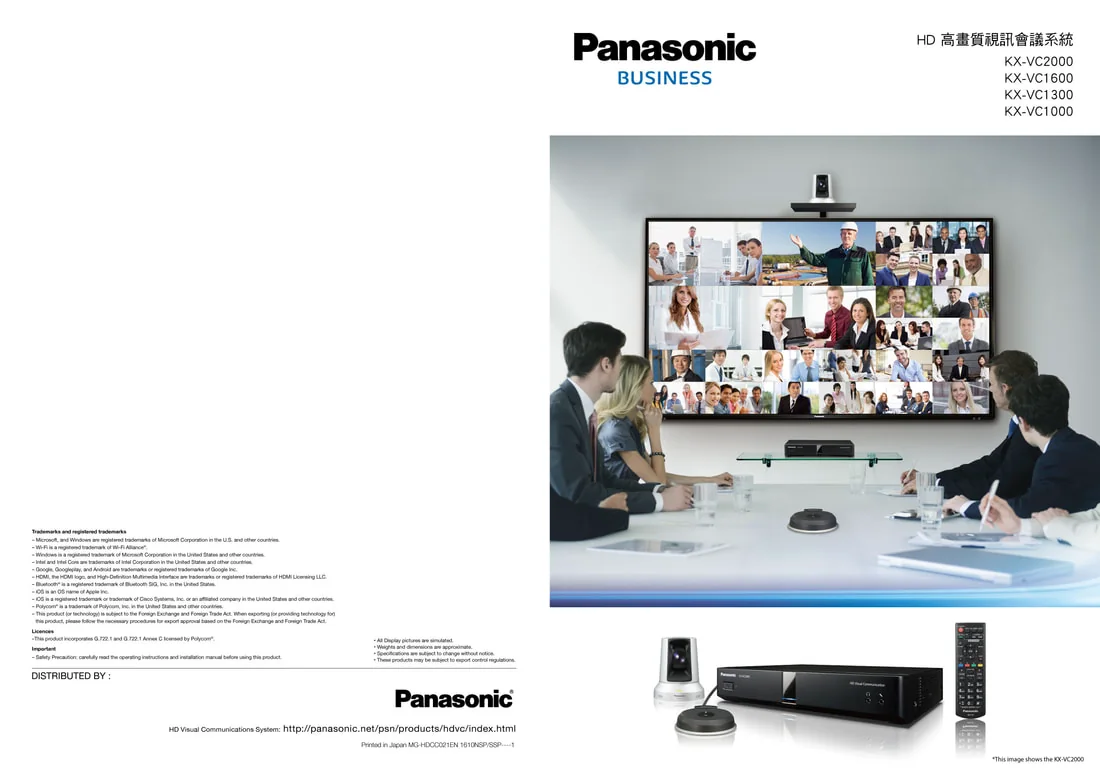 Panasonic
BUSINESS
HD 高畫質視訊會議系統
KX-VC2000
KX-VC1600
KX-VC1300
KX-VC1000
*This image shows the KX-VC2000
Trademarks and registered trademarks
– Microsoft, and Windows are registered trademarks of Microsoft Corporation in the U.S. and other countries.
– Wi-Fi is a registered trademark of Wi-Fi Alliance®.
– Windows is a registered trademark of Microsoft Corporation in the United States and other countries.
– Intel and Intel Core are trademarks of Intel Corporation in the United States and other countries.
– Google, Googleplay, and Android are trademarks or registered trademarks of Google Inc.
– HDMI, the HDMI logo, and High-Definition Multimedia Interface are trademarks or registered trademarks of HDMI Licensing LLC.
– Bluetooth® is a registered trademark of Bluetooth SIG, Inc. in the United States.
– iOS is an OS name of Apple Inc.
– iOS is a registered trademark or trademark of Cisco Systems, Inc. or an affiliated company in the United States and other countries.
– Polycom® is a trademark of Polycom, Inc. in the United States and other countries.
– This product (or technology) is subject to the Foreign Exchange and Foreign Trade Act. When exporting (or providing technology for)
this product, please follow the necessary procedures for export approval based on the Foreign Exchange and Foreign Trade Act.
Licences
–This product incorporates G.722.1 and G.722.1 Annex C licensed by Polycom®.
Important
– Safety Precaution: carefully read the operating instructions and installation manual before using this product.
• All Display pictures are simulated.
• Weights and dimensions are approximate.
• Specifications are subject to change without notice.
• These products may be subject to export control regulations.
DISTRIBUTED BY :
Panasonic®
HD Visual Communications System: http://panasonic.net/psn/products/hdvc/index.html
Printed in Japan MG-HDCC021EN 1610NSP/SSP----1
Panasonic
HD Visual Communication
Panasonic